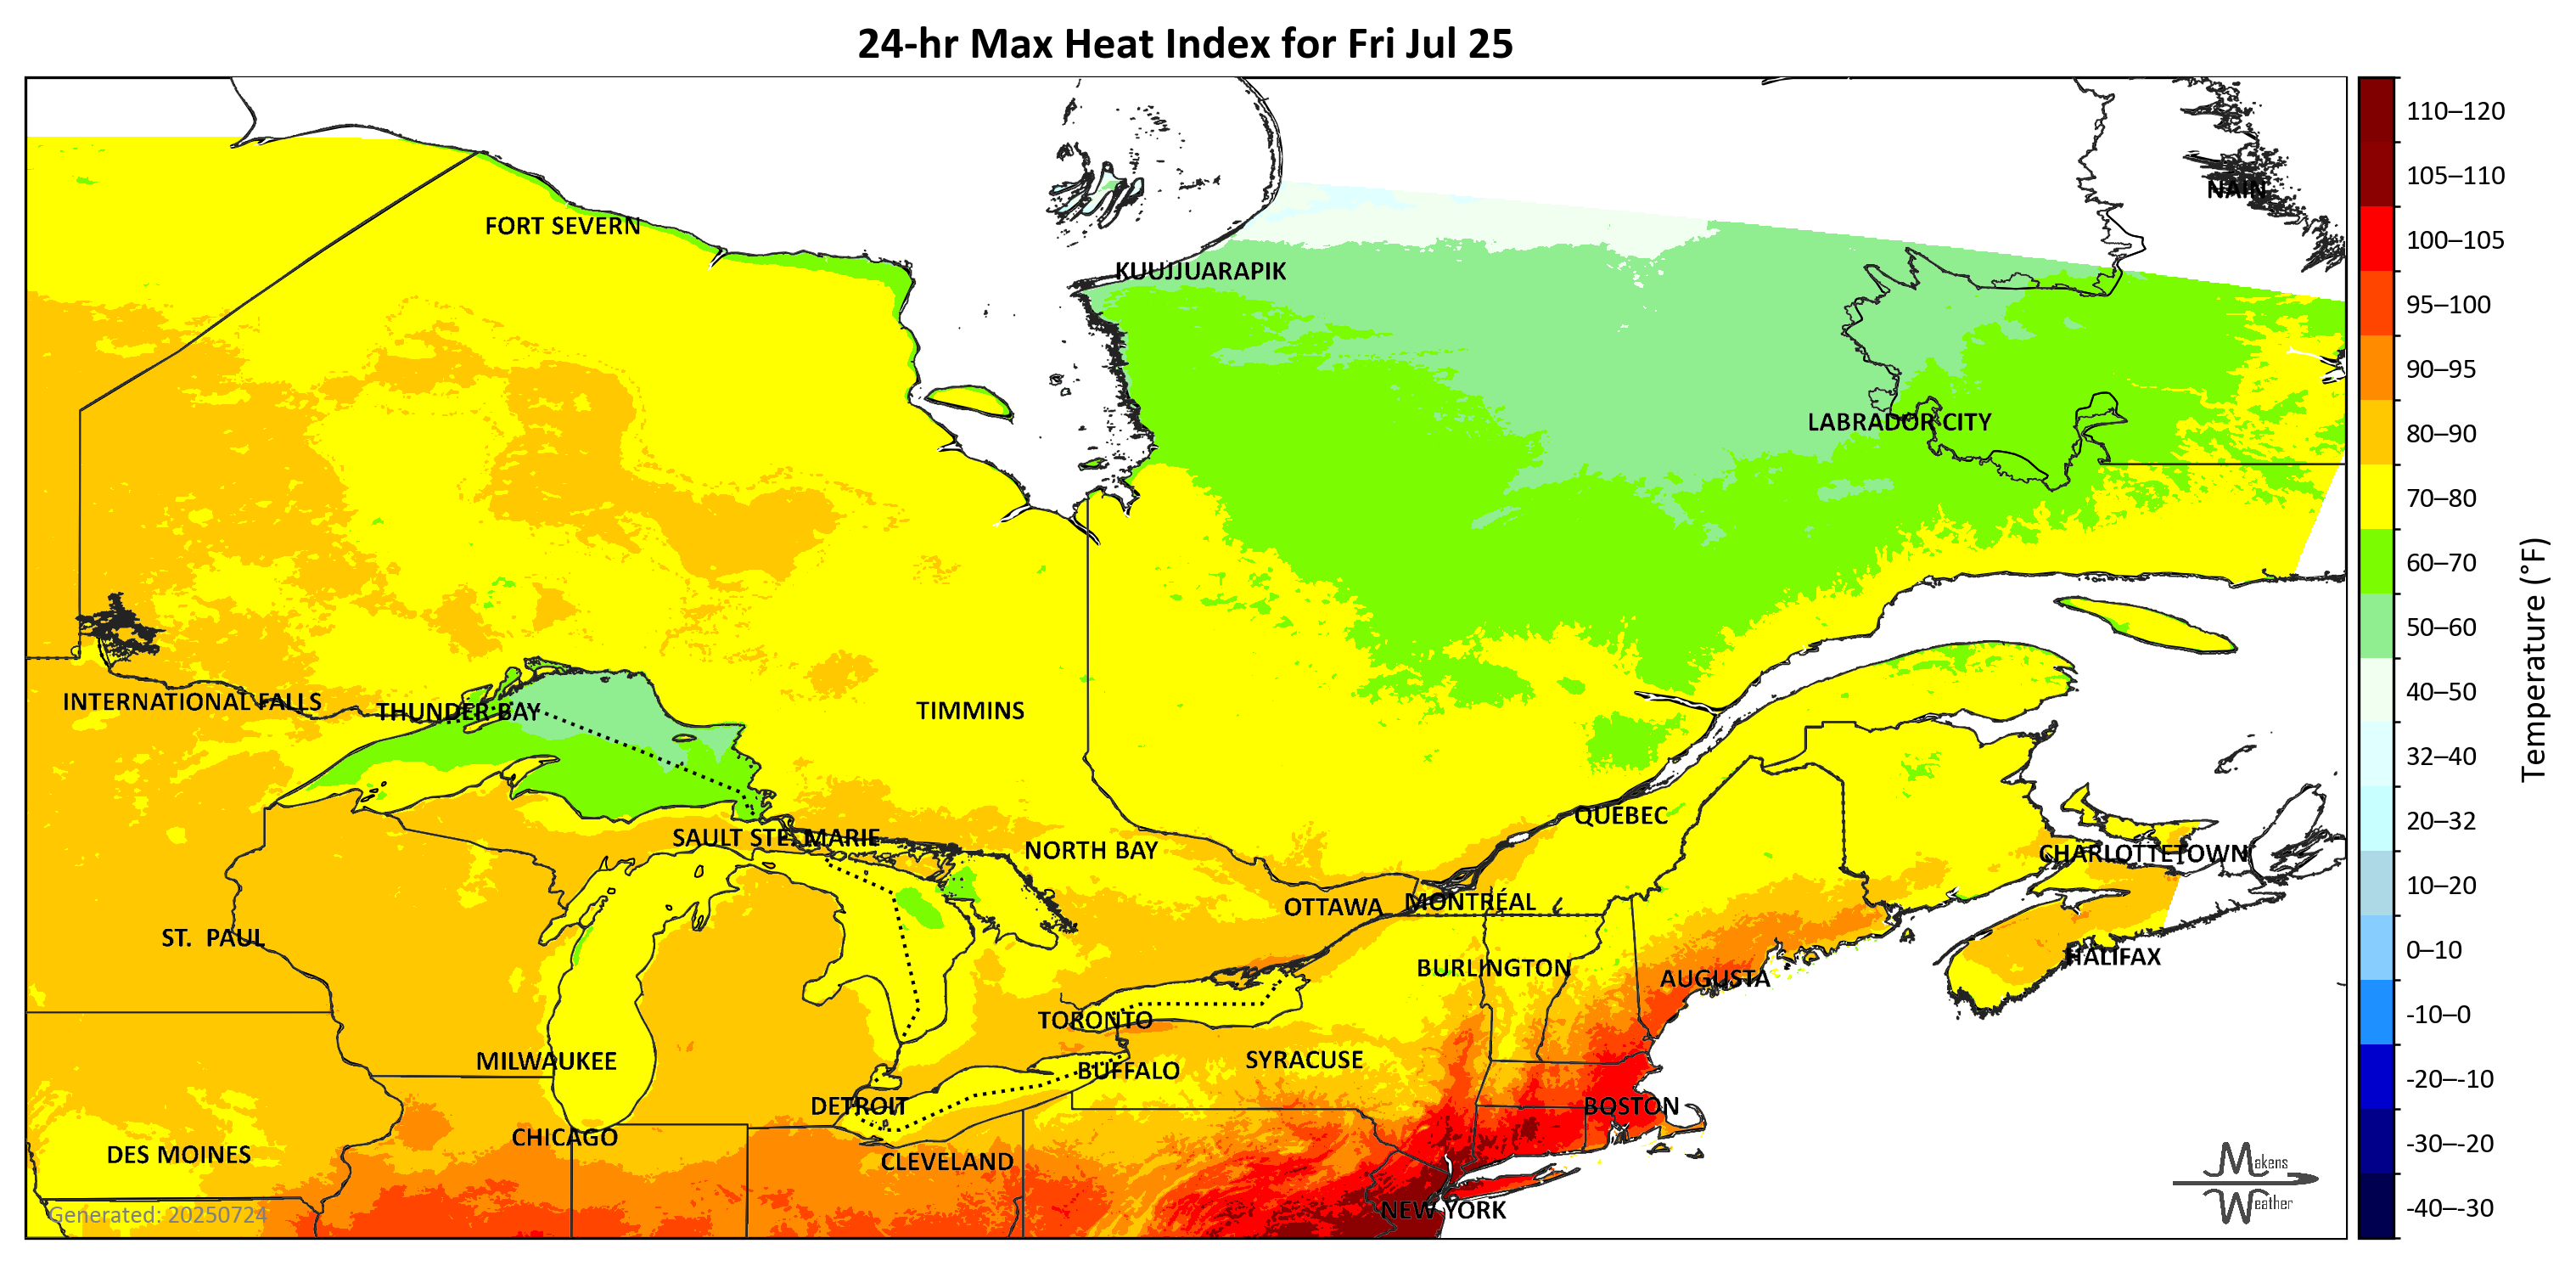 24-hr Max Heat Index for Fri Jul 25
110–120
105–110
100–105
95–100
90–95
80–90
70–80
60–70
50–60
40–50
32–40
20–32
10–20
0–10
-10–0
-20–-10
-30–-20
-40–-30
Temperature (°F)
NAIN
FORT SEVERN
KUUJJUARAPIK
LABRADOR CITY
INTERNATIONAL FALLS
THUNDER BAY
TIMMINS
QUEBEC
SAULT STE. MARIE
NORTH BAY
CHARLOTTETOWN
OTTAWA
MONTRÉAL
ST. PAUL
HALIFAX
BURLINGTON
AUGUSTA
TORONTO
MILWAUKEE
SYRACUSE
BUFFALO
DETROIT
BOSTON
CHICAGO
DES MOINES
CLEVELAND
NEW YORK
Generated: 20250724
Makens
Weather